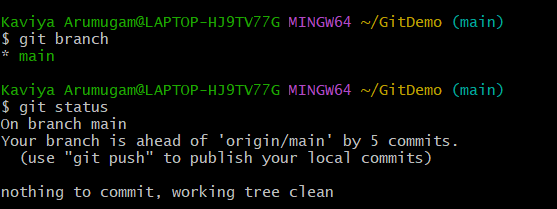 Kaviya Arumugam@LAPTOP-HJ9TV77G MINGW64 ~/GitDemo (main)
$ git branch
* main
Kaviya Arumugam@LAPTOP-HJ9TV77G MINGW64 ~/GitDemo (main)
$ git status
On branch main
Your branch is ahead of 'origin/main' by 5 commits.
  (use "git push" to publish your local commits)
nothing to commit, working tree clean